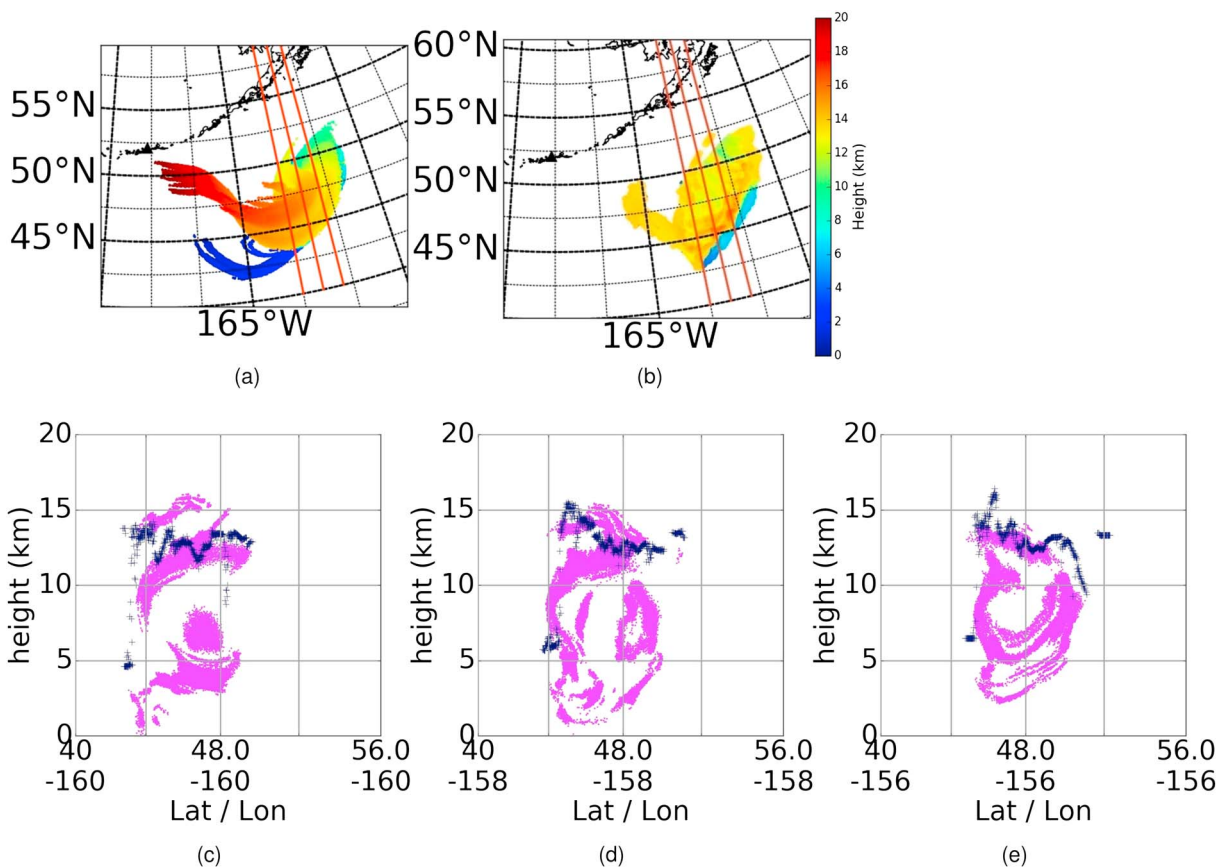 60°N
55°N
55°N
50°N
50°N
45°N
45°N
165°W
165°W
20
18
16
14
12
10
8
6
4
2
0
Height (km)
(a)
(b)
20
15
10
5
0
height (km)
40
48.0
56.0
-160
-160
-160
Lat / Lon
(c)
20
15
10
5
0
height (km)
40
48.0
56.0
-158
-158
-158
Lat / Lon
(d)
20
15
10
5
0
height (km)
40
48.0
56.0
-156
-156
-156
Lat / Lon
(e)